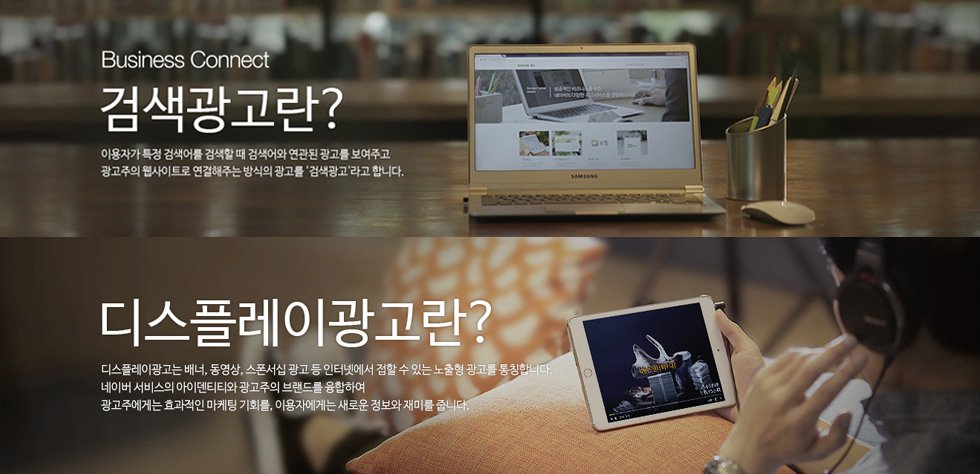 Business Connect
검색광고란?
이용자가 특정 검색어를 검색할 때 검색어와 연관된 광고를 보여주고
광고주의 웹사이트로 연결해주는 방식의 광고를 '검색광고'라고 합니다.
SAMSUNG
디스플레이광고란?
디스플레이광고는 배너, 동영상, 스폰서십 광고 등 인터넷에서 접할 수 있는 노출형 광고를 통칭합니다.
네이버 서비스의 아이덴티티와 광고주의 브랜드를 융합하여
광고주에게는 효과적인 마케팅 기회를, 이용자에게는 새로운 정보와 재미를 줍니다.